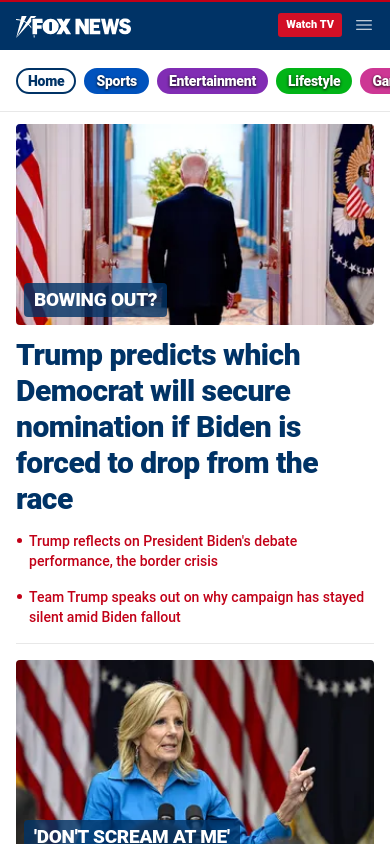 FOX NEWS
Watch TV
Home
Sports
Entertainment
Lifestyle
BOWING OUT?
Trump predicts which
Democrat will secure
nomination if Biden is
forced to drop from the
race
• Trump reflects on President Biden's debate
performance, the border crisis
• Team Trump speaks out on why campaign has stayed
silent amid Biden fallout
'DON'T SCREAM AT ME'